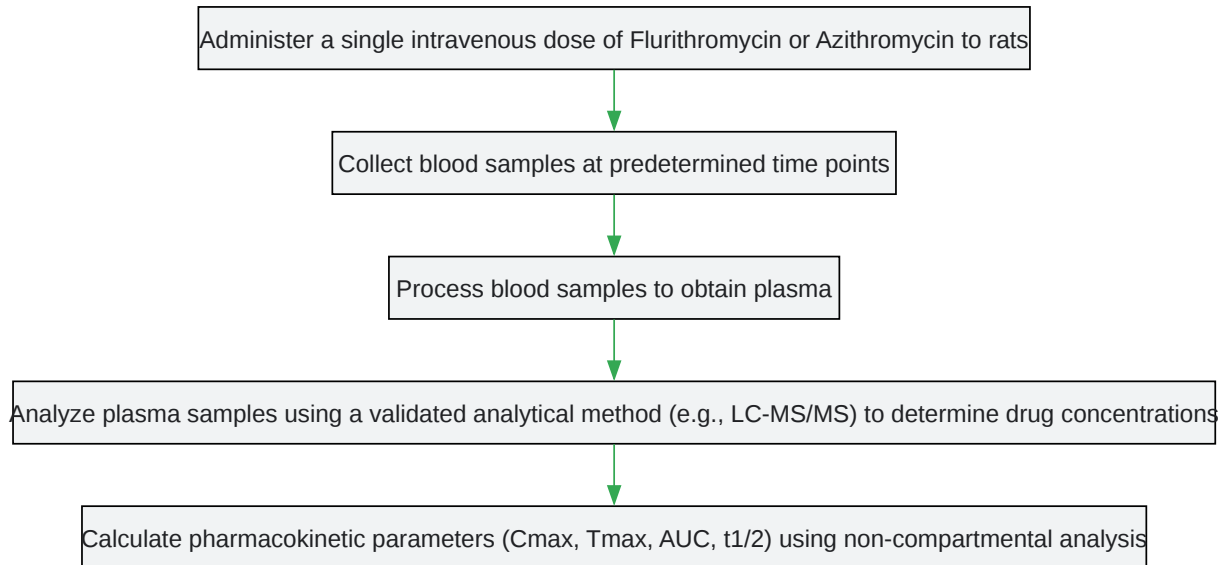 Administer a single intravenous dose of Flurithromycin or Azithromycin to rats
Collect blood samples at predetermined time points
Process blood samples to obtain plasma
Analyze plasma samples using a validated analytical method (e.g., LC-MS/MS) to determine drug concentrations
Calculate pharmacokinetic parameters (Cmax, Tmax, AUC, t1/2) using non-compartmental analysis